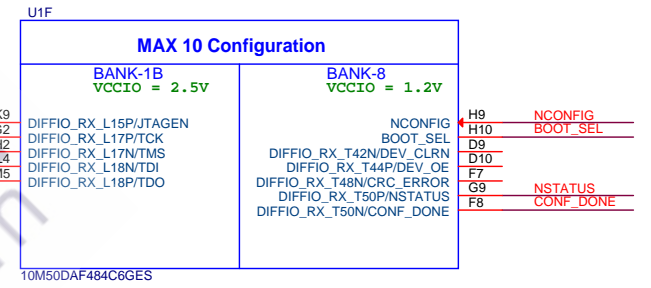 U1F
MAX 10 Configuration
BANK-1B
VCCIO = 2.5V
BANK-8
VCCIO = 1.2V
DIFFIO_RX_L15P/JTAGEN
DIFFIO_RX_L17P/TCK
DIFFIO_RX_L17N/TMS
DIFFIO_RX_L18N/TDI
DIFFIO_RX_L18P/TDO
NCONFIG H9 NCONFIG
BOOT_SEL H10 BOOT_SEL
DIFFIO_RX_T42N/DEV_CLRN D9
DIFFIO_RX_T44P/DEV_OE D10
DIFFIO_RX_T48N/CRC_ERROR F7
DIFFIO_RX_T50P/NSTATUS G9 NSTATUS
DIFFIO_RX_T50N/CONF_DONE F8 CONF_DONE
10M50DAF484C6GES